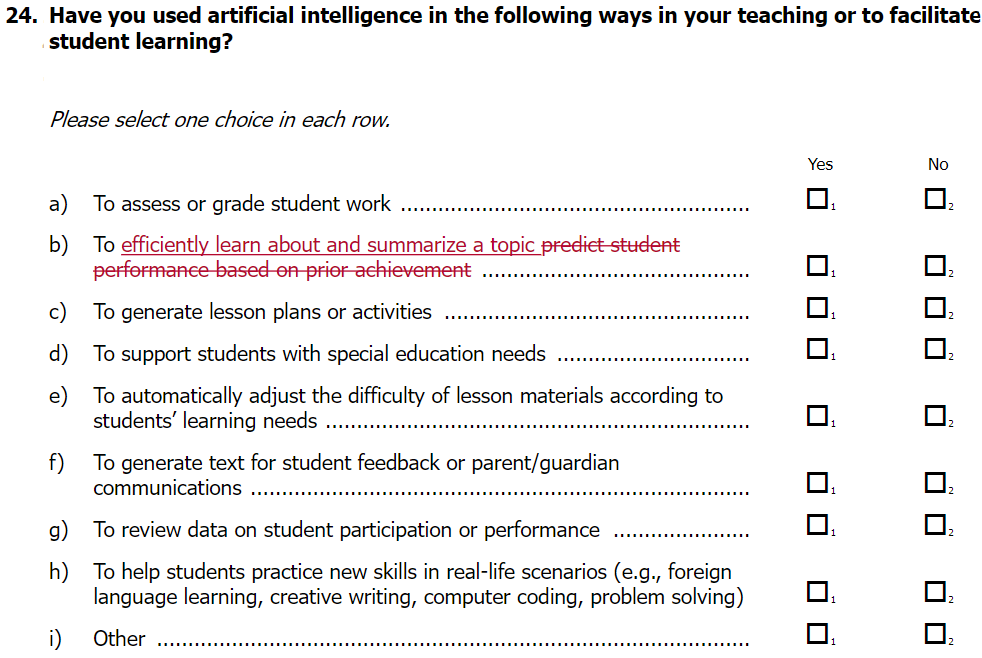 24. Have you used artificial intelligence in the following ways in your teaching or to facilitate
student learning?
Please select one choice in each row.
Yes No
a) To assess or grade student work ........................................................ □1 □2
b) To efficiently learn about and summarize a topic predict student
performance based on prior achievement ........................................... □1 □2
c) To generate lesson plans or activities ................................................. □1 □2
d) To support students with special education needs ............................... □1 □2
e) To automatically adjust the difficulty of lesson materials according to
students’ learning needs .................................................................... □1 □2
f) To generate text for student feedback or parent/guardian
communications ................................................................................ □1 □2
g) To review data on student participation or performance ...................... □1 □2
h) To help students practice new skills in real-life scenarios (e.g., foreign
language learning, creative writing, computer coding, problem solving) □1 □2
i) Other ............................................................................................... □1 □2